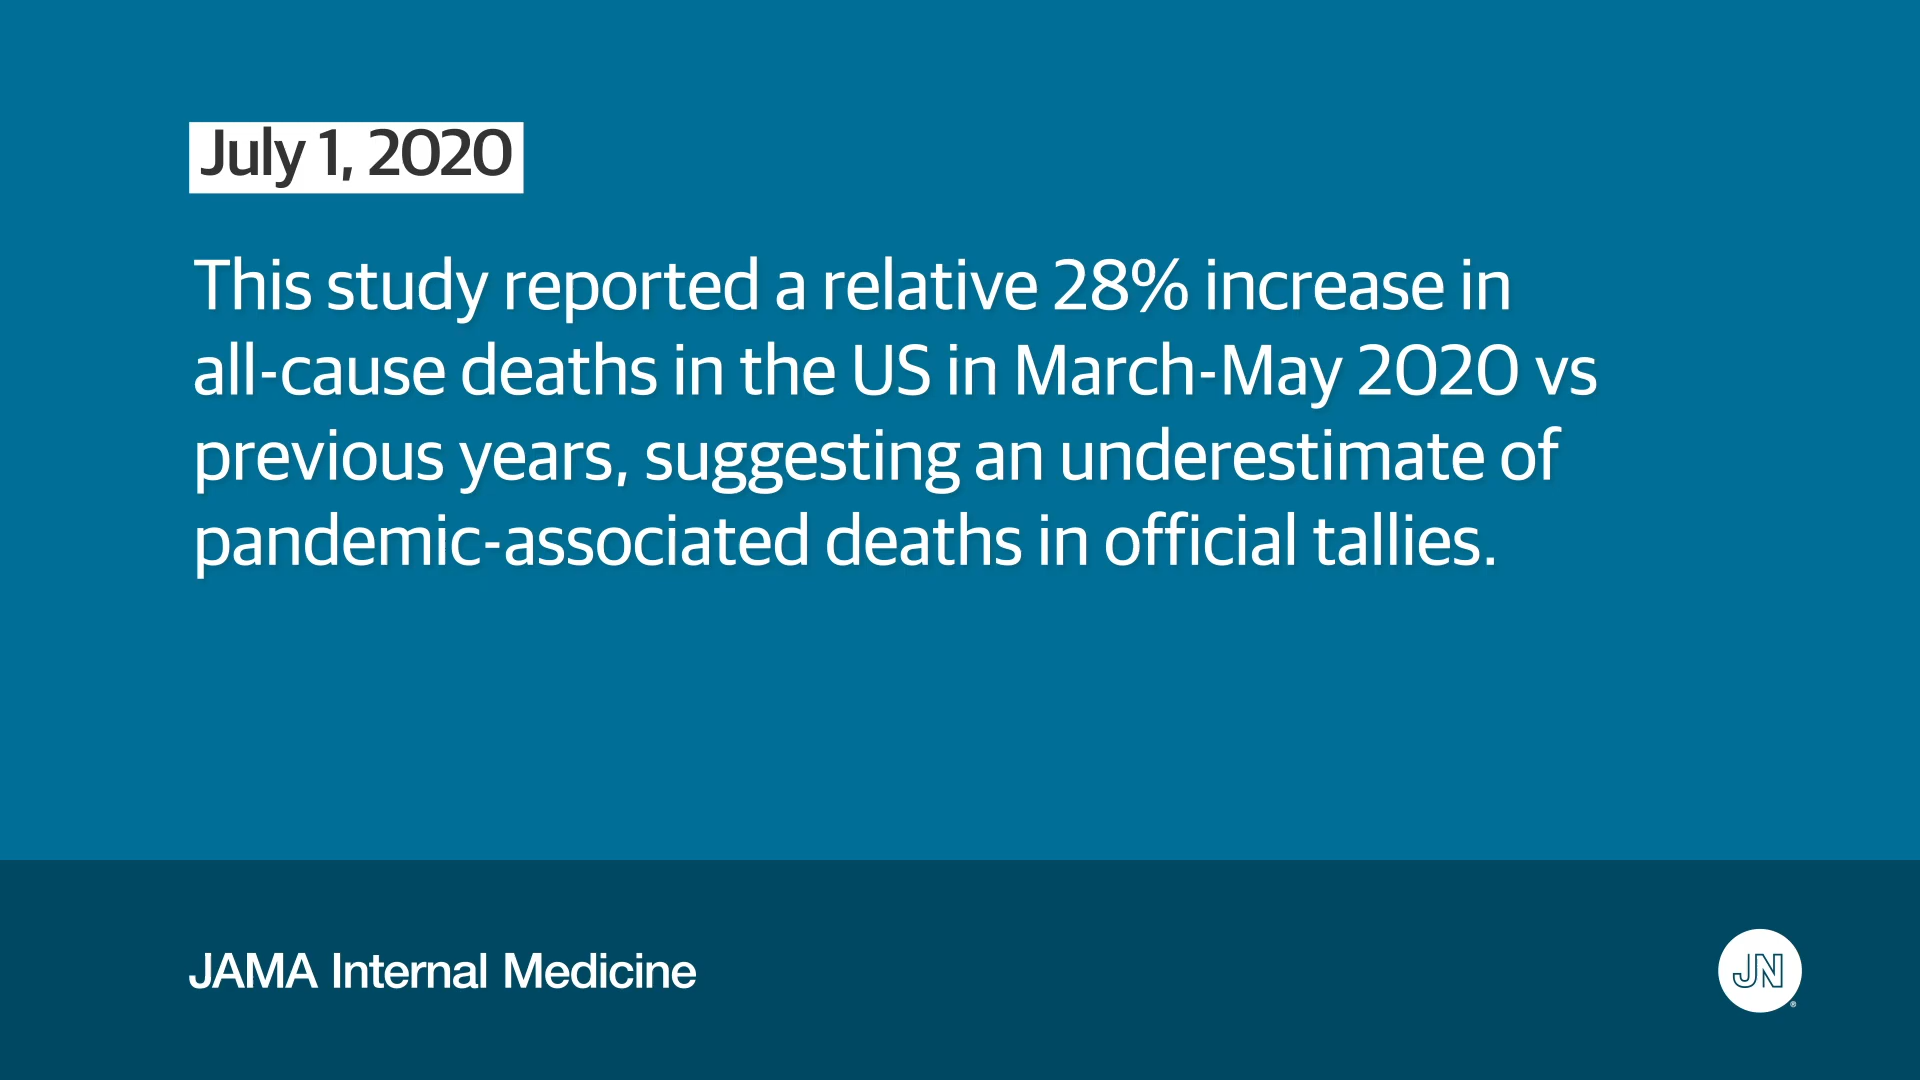 July 1, 2020
This study reported a relative 28% increase in
all-cause deaths in the US in March-May 2020 vs
previous years, suggesting an underestimate of
pandemic-associated deaths in official tallies.
JAMA Internal Medicine
JN
®